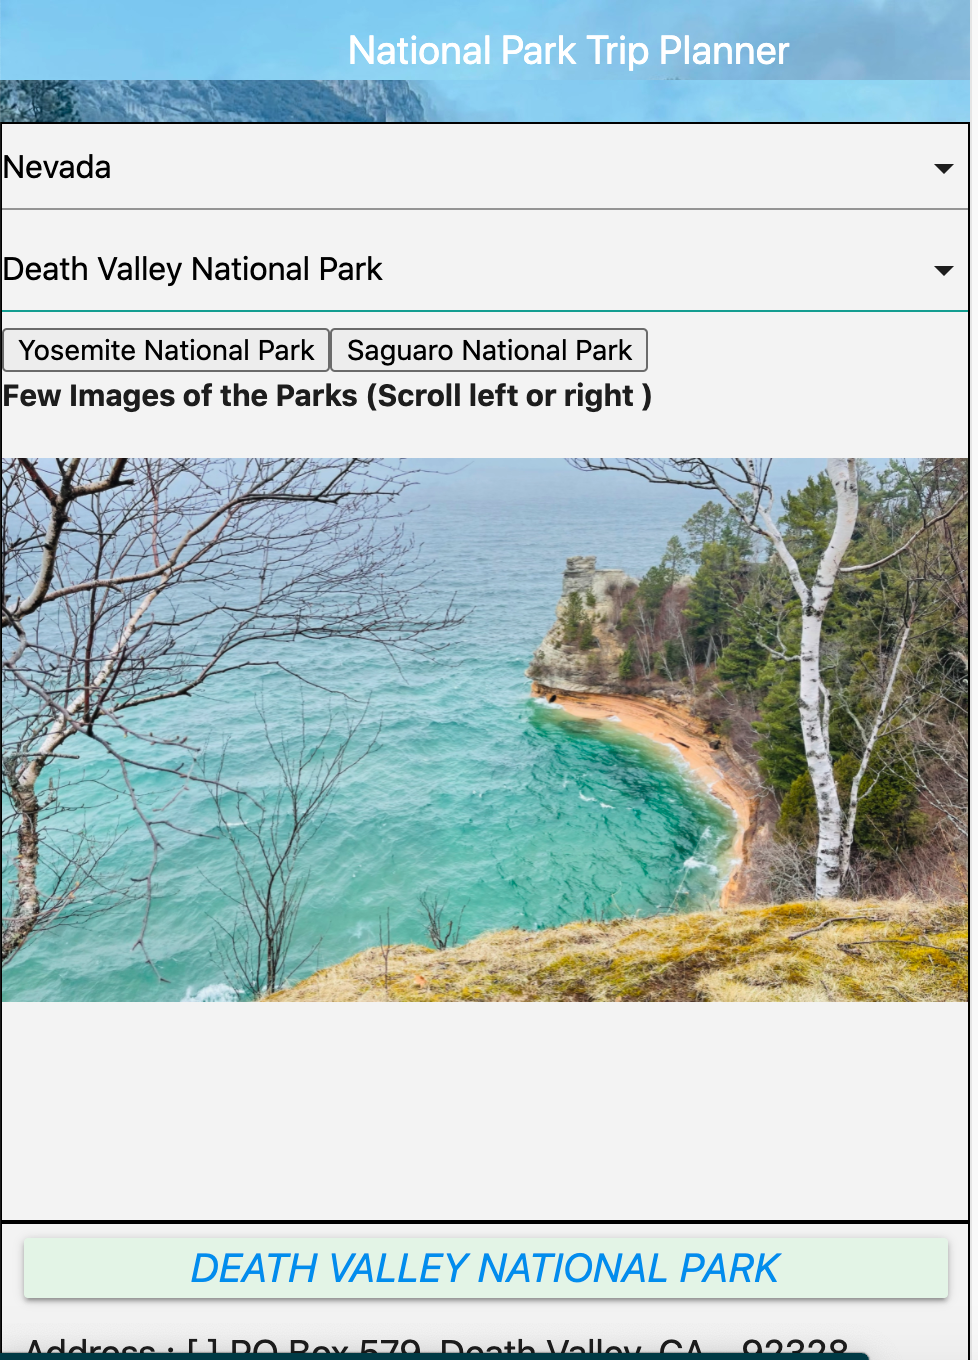 National Park Trip Planner
Nevada
Death Valley National Park
Yosemite National Park Saguaro National Park
Few Images of the Parks (Scroll left or right )
DEATH VALLEY NATIONAL PARK
Address : [ ] PO Box 579, Death Valley, CA 92328